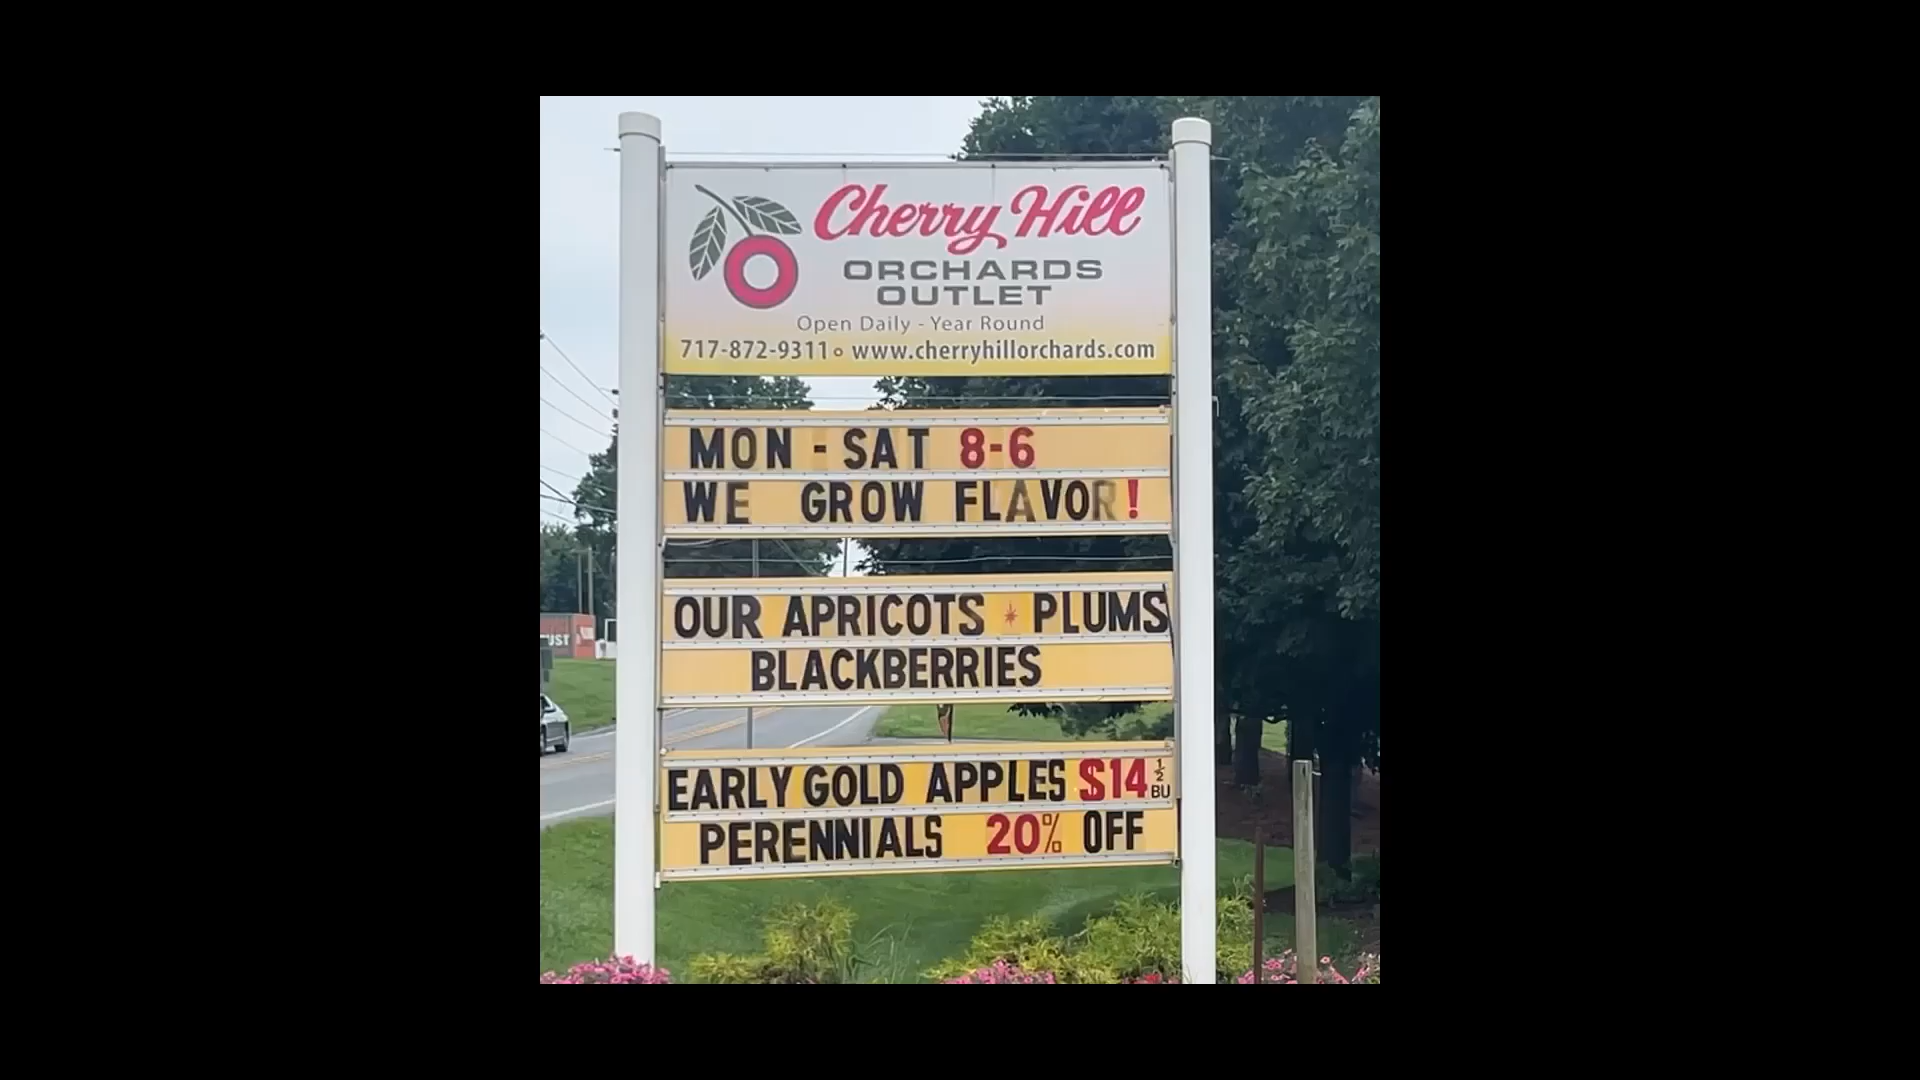 Cherry Hill
ORCHARDS
OUTLET
Open Daily - Year Round
717-872-9311 • www.cherryhillorchards.com
MON - SAT 8-6
WE GROW FLAVOR!
OUR APRICOTS * PLUMS
BLACKBERRIES
EARLY GOLD APPLES $14 1/2 BU
PERENNIALS 20% OFF
UST